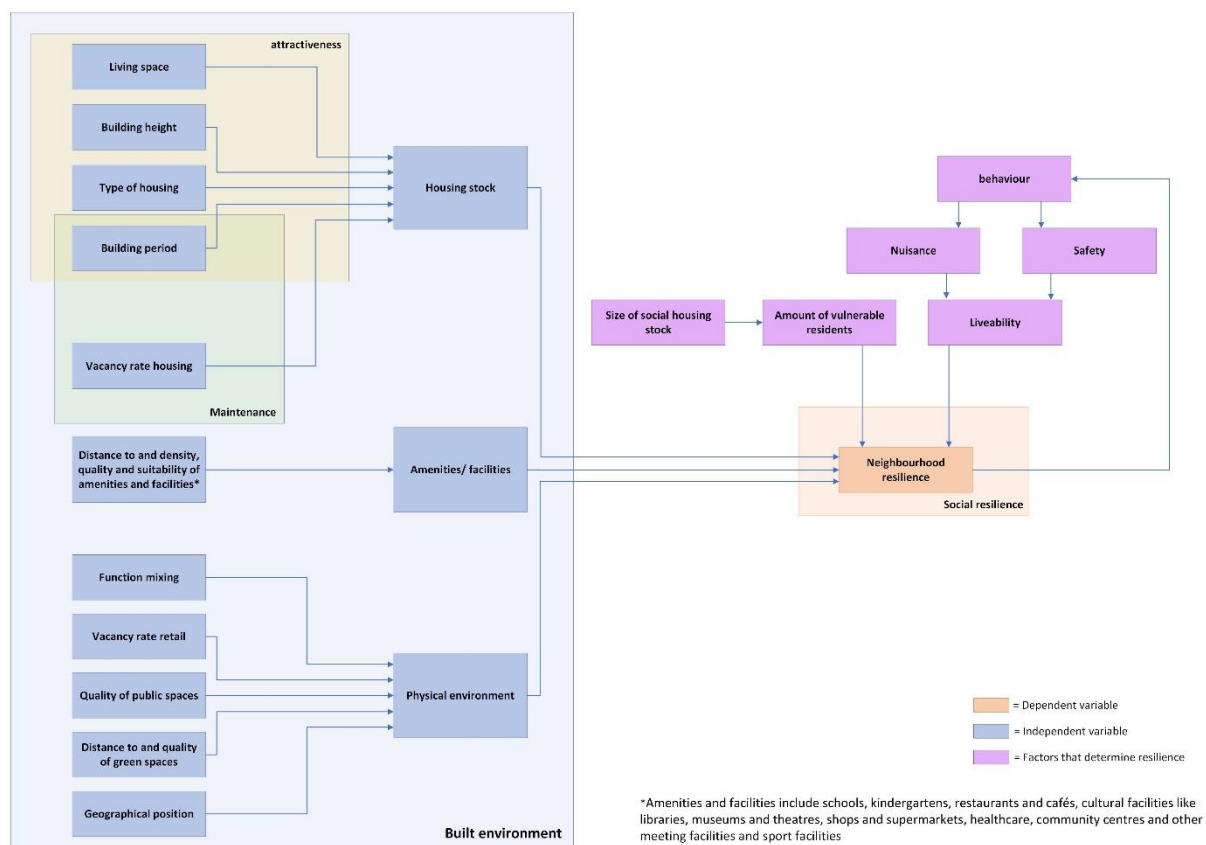 attractiveness
Living space
Building height
Type of housing
Building period
Vacancy rate housing
Maintenance
Housing stock
Distance to and density,
quality and suitability of
amenities and facilities*
Amenities/ facilities
Function mixing
Vacancy rate retail
Quality of public spaces
Distance to and quality
of green spaces
Geographical position
Physical environment
Built environment
behaviour
Nuisance
Safety
Size of social housing
stock
Amount of vulnerable
residents
Liveability
Neighbourhood
resilience
Social resilience
= Dependent variable
= Independent variable
= Factors that determine resilience
*Amenities and facilities include schools, kindergartens, restaurants and cafés, cultural facilities like
libraries, museums and theatres, shops and supermarkets, healthcare, community centres and other
meeting facilities and sport facilities